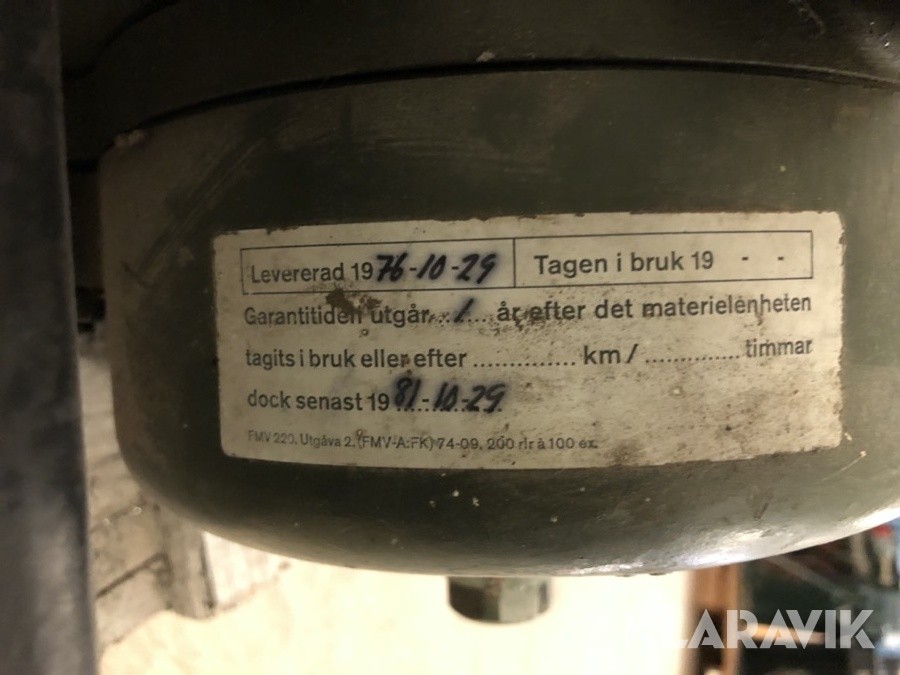 Levererad 1976-10-29 Tagen i bruk 19 - -
Garantitiden utgår ..1... år efter det materielenheten
tagits i bruk eller efter .............. km / ............. timmar
dock senast 1981-10-29
FMV 220. Utgåva 2. (FMV-A:FK) 74-09. 200 rlr à 100 ex.
KLARAVIK